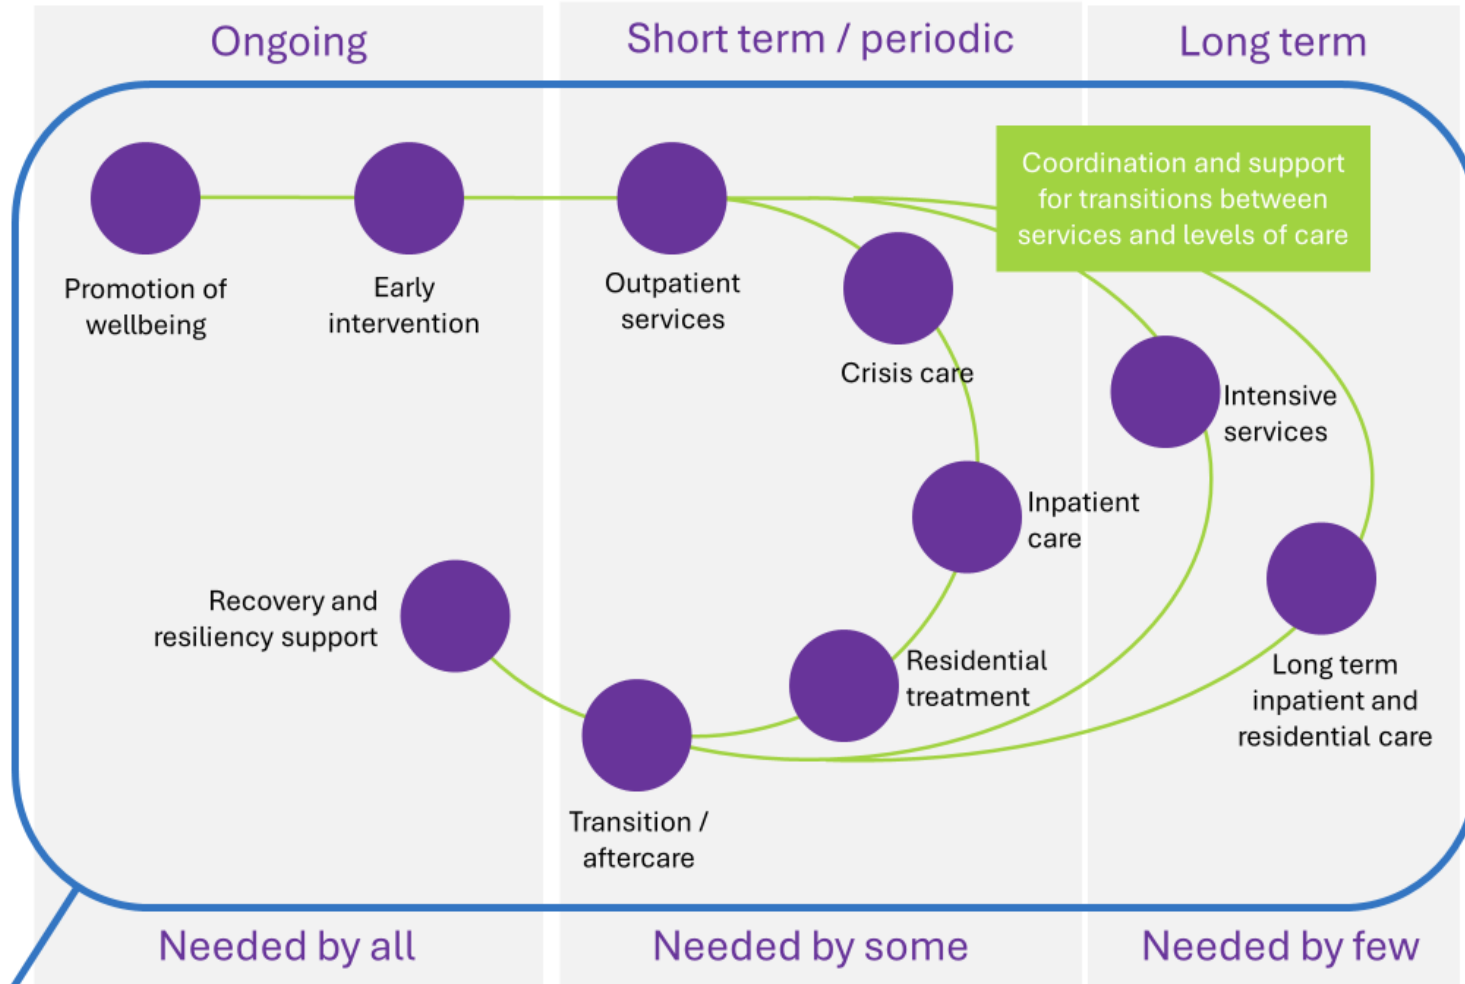 Ongoing
Short term / periodic
Long term
Coordination and support
for transitions between
services and levels of care
Promotion of
wellbeing
Early
intervention
Outpatient
services
Crisis care
Intensive
services
Inpatient
care
Recovery and
resiliency support
Residential
treatment
Long term
inpatient and
residential care
Transition /
aftercare
Needed by all
Needed by some
Needed by few